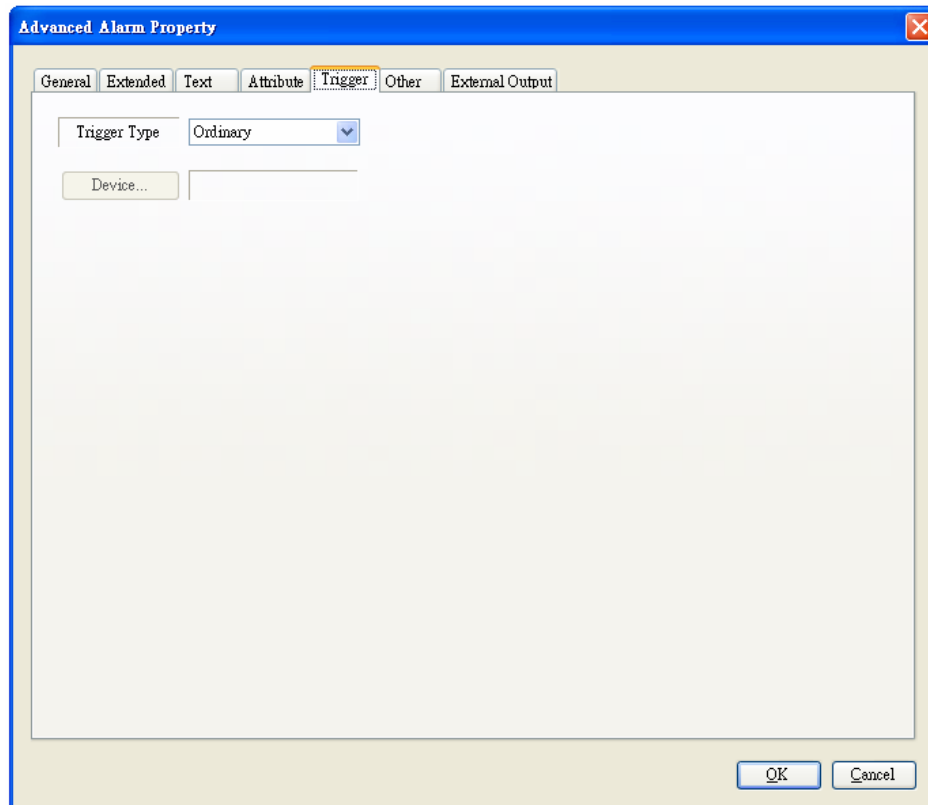 Advanced Alarm Property
General Extended Text Attribute Trigger Other External Output
Trigger Type Ordinary
Device...
OK Cancel